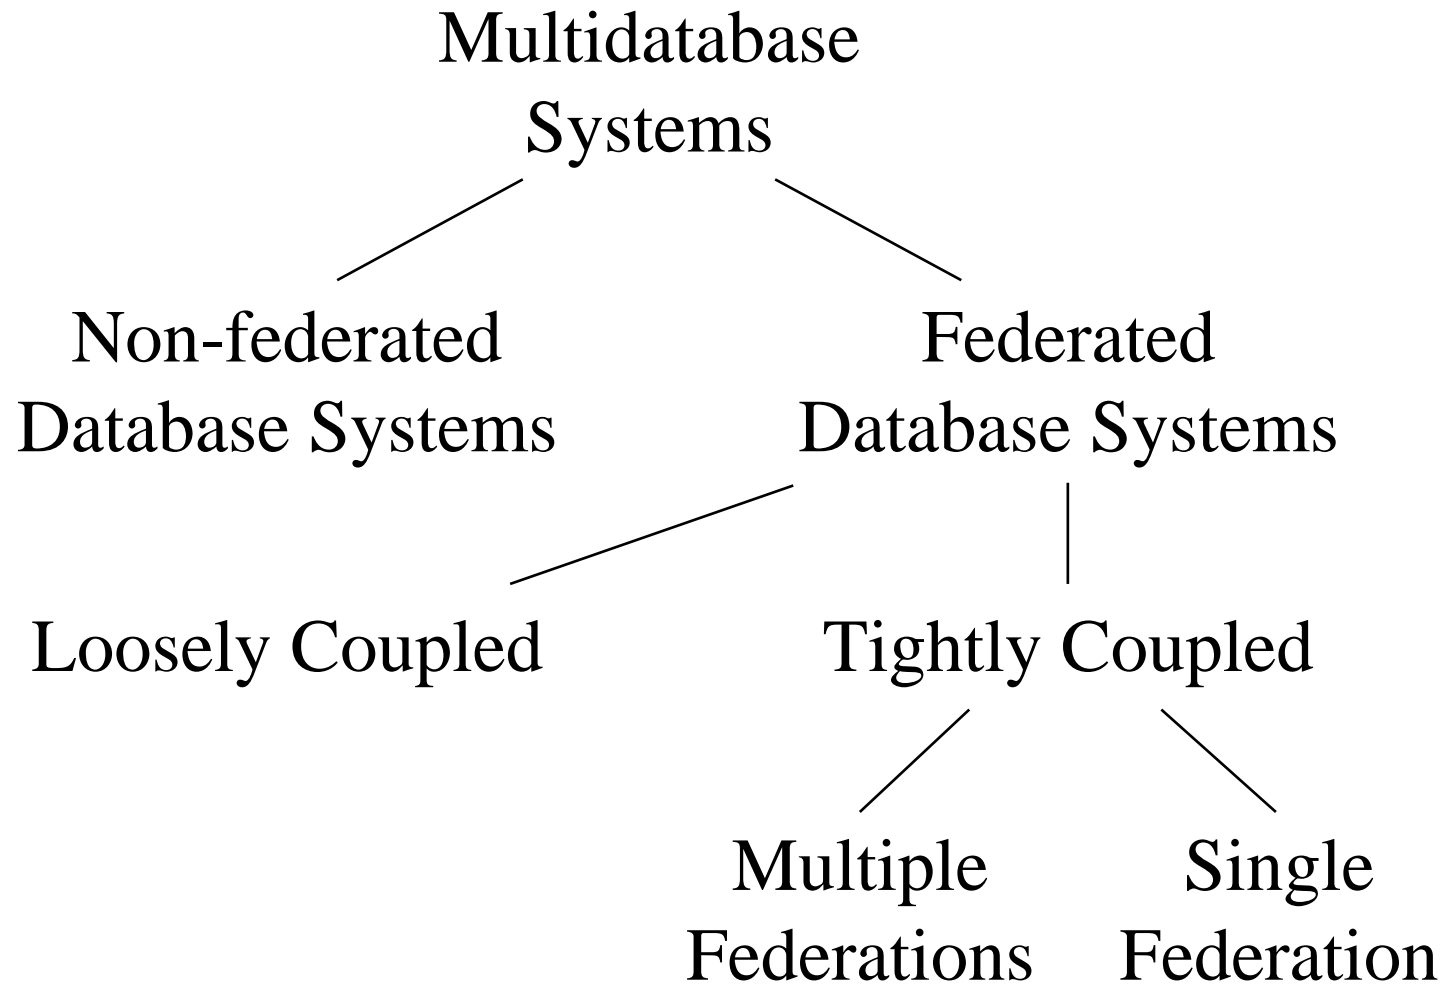 Multidatabase
Systems
Non-federated
Database Systems
Federated
Database Systems
Loosely Coupled
Tightly Coupled
Multiple
Federations
Single
Federation